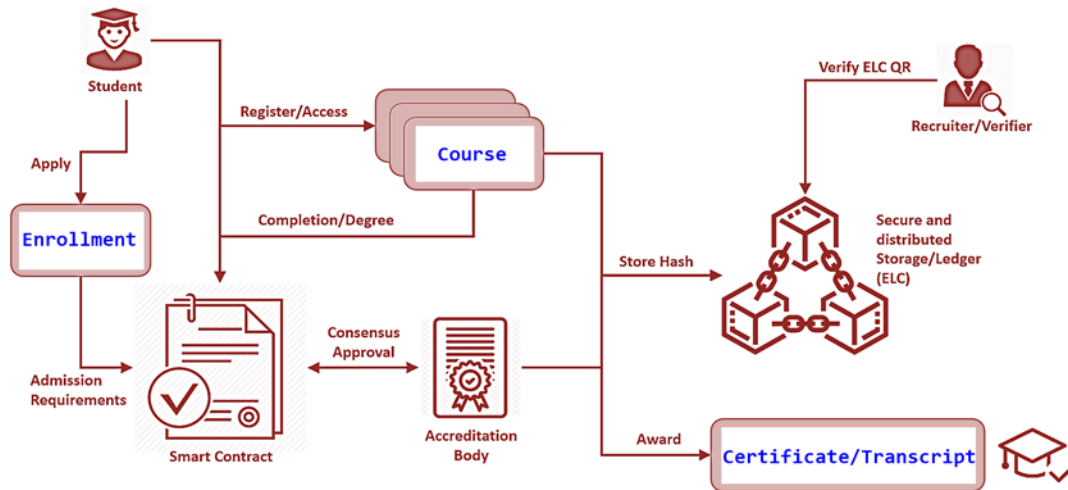 Student
Verify ELC QR
Recruiter/Verifier
Register/Access
Course
Apply
Enrollment
Completion/Degree
Secure and
distributed
Storage/Ledger
(ELC)
Store Hash
Consensus
Approval
Admission
Requirements
Smart Contract
Accreditation
Body
Award
Certificate/Transcript